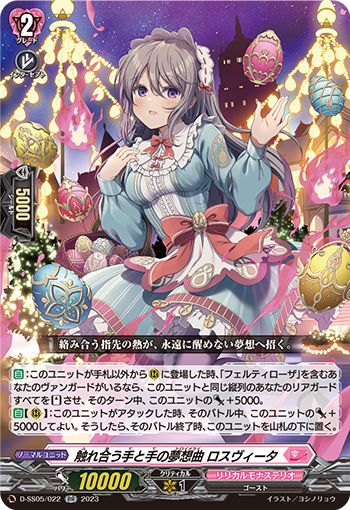 2
グレード
インターセプト
5000
シールド
絡み合う指先の熱が、永遠に醒めない夢想へ招く。
自:このユニットが手札以外からRに登場した時、「フェルティローザ」を含むあ
なたのヴァンガードがいるなら、このユニットと同じ縦列のあなたのリアガード
すべてをスタンドさせ、そのターン中、このユニットのパワー+5000。
自【R】:このユニットがアタックした時、そのバトル中、このユニットのパワー+5
000してよい。そうしたら、そのバトル終了時、このユニットを山札の下に置く。
ノーマルユニット
触れ合う手と手の夢想曲 ロスヴィータ
パワー
10000
クリティカル
1
リリカルモナステリオ
ゴースト
D-SS05/022 RR 2023
イラスト/ヨシノリョウ